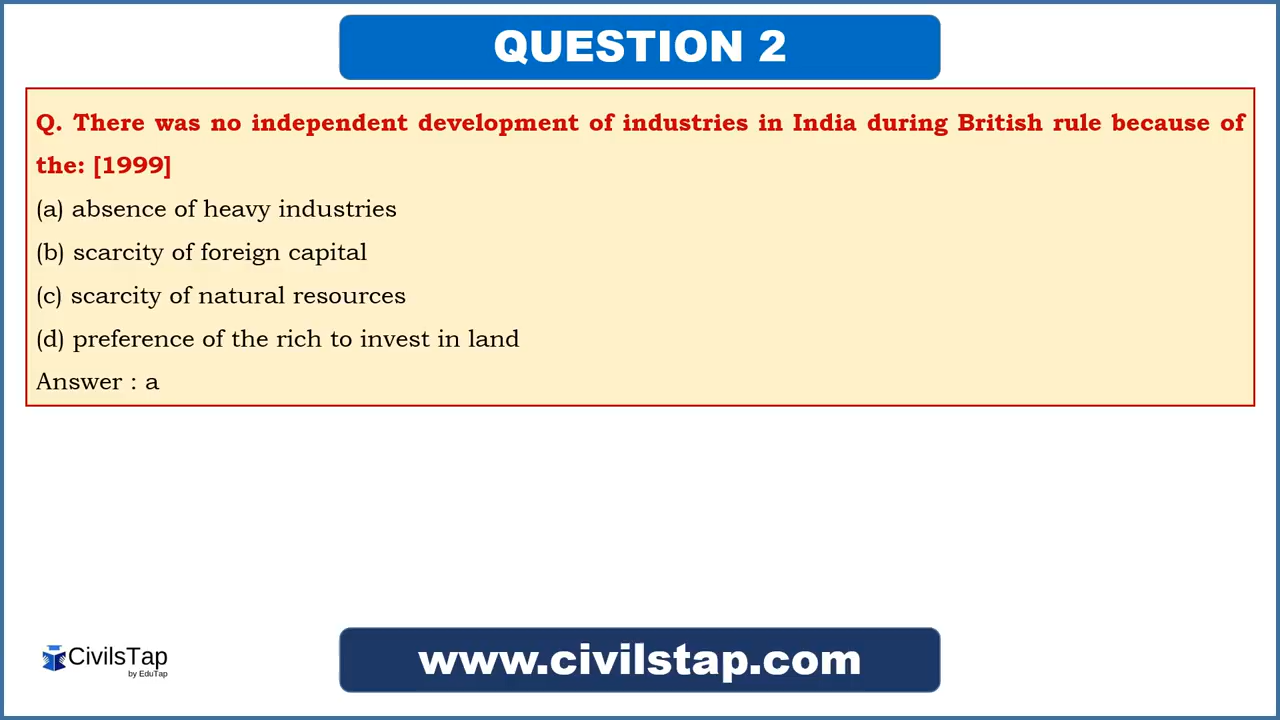 QUESTION 2
Q. There was no independent development of industries in India during British rule because of
the: [1999]
(a) absence of heavy industries
(b) scarcity of foreign capital
(c) scarcity of natural resources
(d) preference of the rich to invest in land
Answer : a
CivilsTap
by EduTap
www.civilstap.com